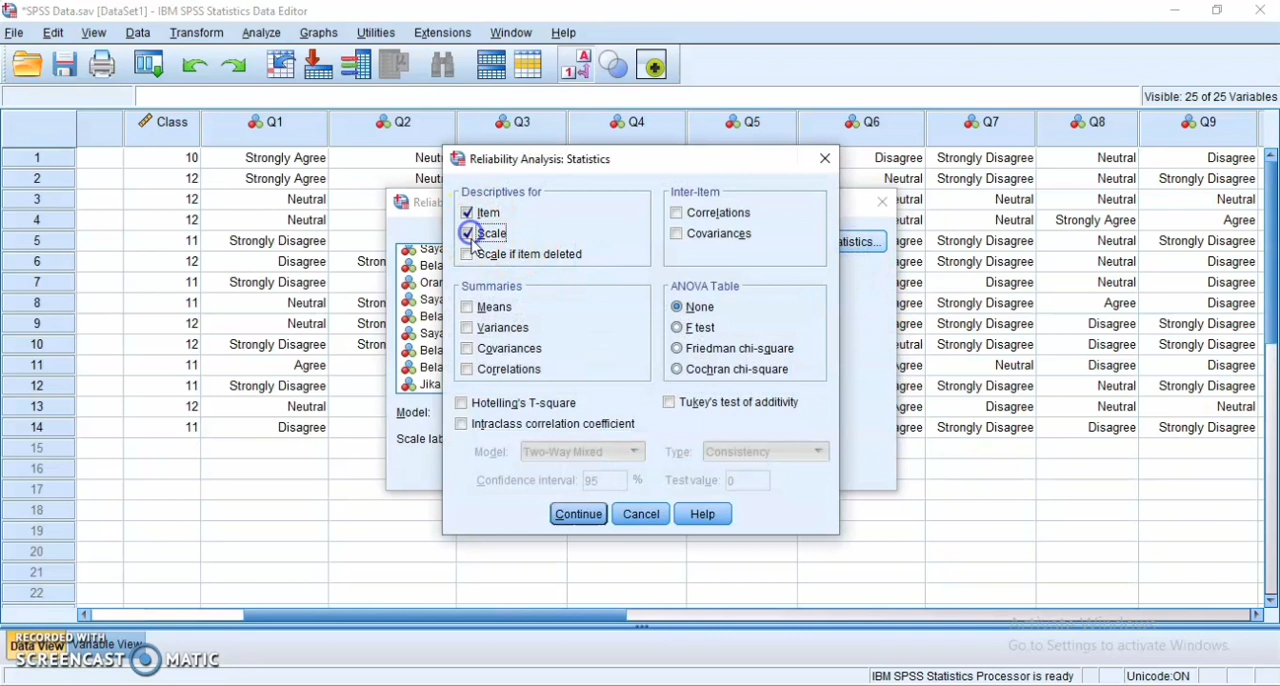 *SPSS Data.sav [DataSet1] - IBM SPSS Statistics Data Editor
File Edit View Data Transform Analyze Graphs Utilities Extensions Window Help
Visible: 25 of 25 Variables
Class Q1 Q2 Q3 Q4 Q5 Q6 Q7 Q8 Q9
1 10 Strongly Agree Disagree Strongly Disagree Neutral Disagree
2 12 Strongly Agree Neutral Strongly Disagree Neutral Disagree
3 12 Neutral Neutral Neutral
4 12 Neutral Strongly Agree Agree
5 11 Strongly Disagree Strongly Disagree Neutral Strongly Disagree
6 12 Disagree Strongly Disagree Neutral Strongly Disagree
7 11 Strongly Disagree Strongly Disagree Neutral Strongly Disagree
8 11 Neutral Strongly Disagree Agree Strongly Disagree
9 12 Neutral Strongly Disagree Disagree Strongly Disagree
10 12 Strongly Disagree Strongly Disagree Disagree Strongly Disagree
11 11 Agree Neutral Disagree Strongly Disagree
12 11 Strongly Disagree Strongly Disagree Neutral Strongly Disagree
13 12 Neutral Disagree Neutral Neutral
14 11 Disagree Strongly Disagree Neutral Strongly Disagree
15
16
17
18
19
20
21
22
Model:
Reliability Analysis: Statistics
Descriptives for
Item
Scale
Scale if item deleted
Inter-Item
Correlations
Covariances
Summaries
Means
Variances
Covariances
Correlations
ANOVA Table
None
F test
Friedman chi-square
Cochran chi-square
Hotelling's T-square
Tukey's test of additivity
Intraclass correlation coefficient
Model: Two-Way Mixed Type: Consistency
Confidence interval: 95 % Test value: 0
Continue Cancel Help
Activate Windows
Go to Settings to activate Windows.
Data View Variable View
RECORDED WITH
SCREENCAST MATIC
IBM SPSS Statistics Processor is ready Unicode:ON